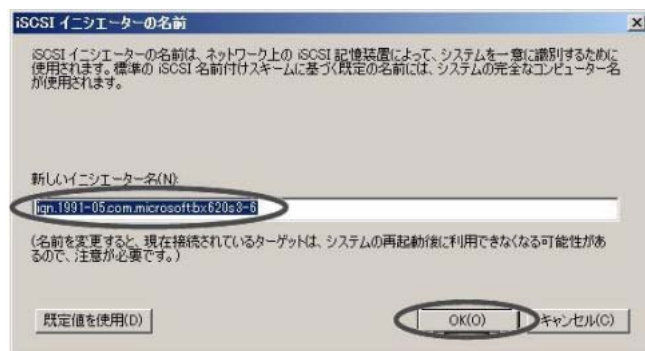 iSCSI イニシエーターの名前
iSCSI イニシエーターの名前は、ネットワーク上の iSCSI 記憶装置によって、システムを一意に識別するために
使用されます。標準の iSCSI 名前付けスキームに基づく既定の名前には、システムの完全なコンピューター名
が使用されます。
新しいイニシエーター名(N):
iqn.1991-05.com.microsoft:bx620s3-6
(名前を変更すると、現在接続されているターゲットは、システムの再起動後に利用できなくなる可能性があ
るので、注意が必要です。)
既定値を使用(D)
OK(O)
キャンセル(C)